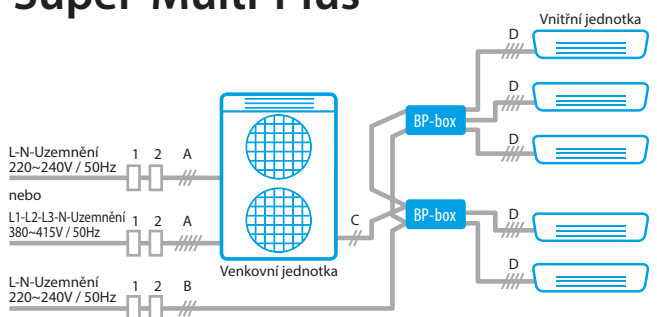 Super Multi Plus
Vnitřní jednotka
D
D
BP-box
D
L-N-Uzemnění
220~240V / 50Hz
1 2 A
nebo
L1-L2-L3-N-Uzemnění
380~415V / 50Hz
1 2 A
C
BP-box
D
Venkovní jednotka
D
L-N-Uzemnění
220~240V / 50Hz
1 2 B